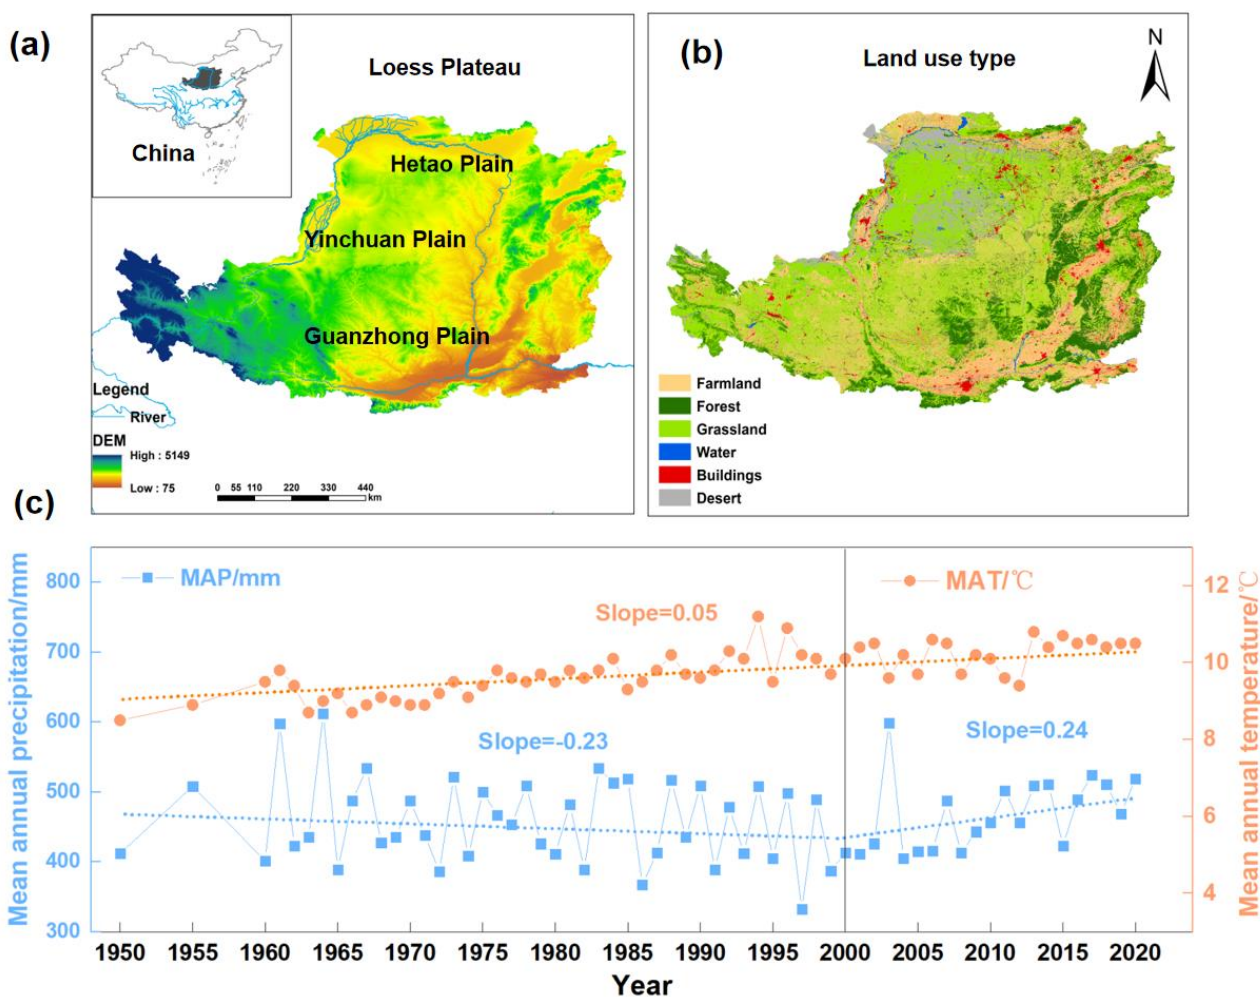 (a)
Loess Plateau
China
Hetao Plain
Yinchuan Plain
Guanzhong Plain
Legend
River
DEM
High : 5149
Low : 75
0 55 110 220 330 440
km
(b)
Land use type
N
Farmland
Forest
Grassland
Water
Buildings
Desert
(c)
Mean annual precipitation/mm
800
700
600
500
400
300
MAP/mm
MAT/℃
Slope=0.05
Slope=-0.23
Slope=0.24
12
10
8
6
4
Mean annual temperature/℃
1950 1955 1960 1965 1970 1975 1980 1985 1990 1995 2000 2005 2010 2015 2020
Year